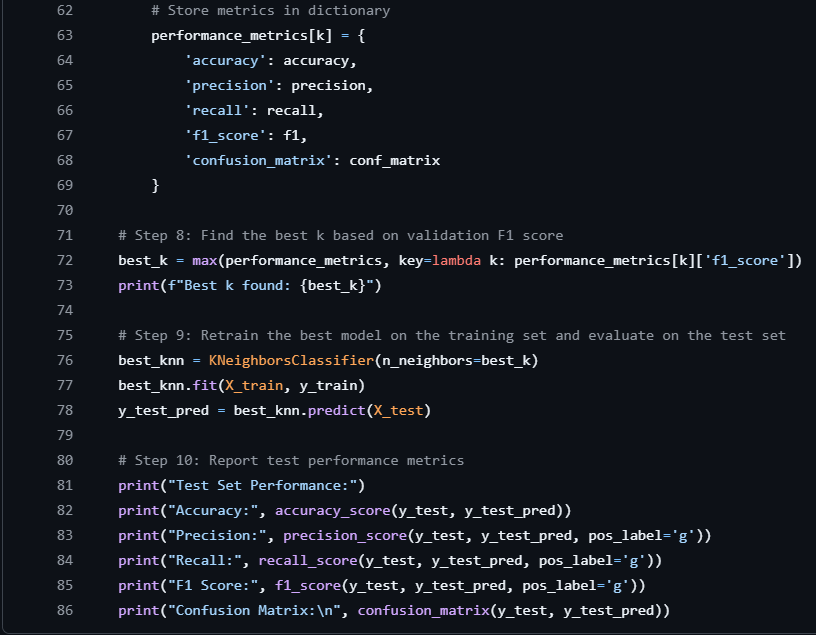 62 # Store metrics in dictionary
63 performance_metrics[k] = {
64 'accuracy': accuracy,
65 'precision': precision,
66 'recall': recall,
67 'f1_score': f1,
68 'confusion_matrix': conf_matrix
69 }
70
71 # Step 8: Find the best k based on validation F1 score
72 best_k = max(performance_metrics, key=lambda k: performance_metrics[k]['f1_score'])
73 print(f"Best k found: {best_k}")
74
75 # Step 9: Retrain the best model on the training set and evaluate on the test set
76 best_knn = KNeighborsClassifier(n_neighbors=best_k)
77 best_knn.fit(X_train, y_train)
78 y_test_pred = best_knn.predict(X_test)
79
80 # Step 10: Report test performance metrics
81 print("Test Set Performance:")
82 print("Accuracy:", accuracy_score(y_test, y_test_pred))
83 print("Precision:", precision_score(y_test, y_test_pred, pos_label='g'))
84 print("Recall:", recall_score(y_test, y_test_pred, pos_label='g'))
85 print("F1 Score:", f1_score(y_test, y_test_pred, pos_label='g'))
86 print("Confusion Matrix:\n", confusion_matrix(y_test, y_test_pred))